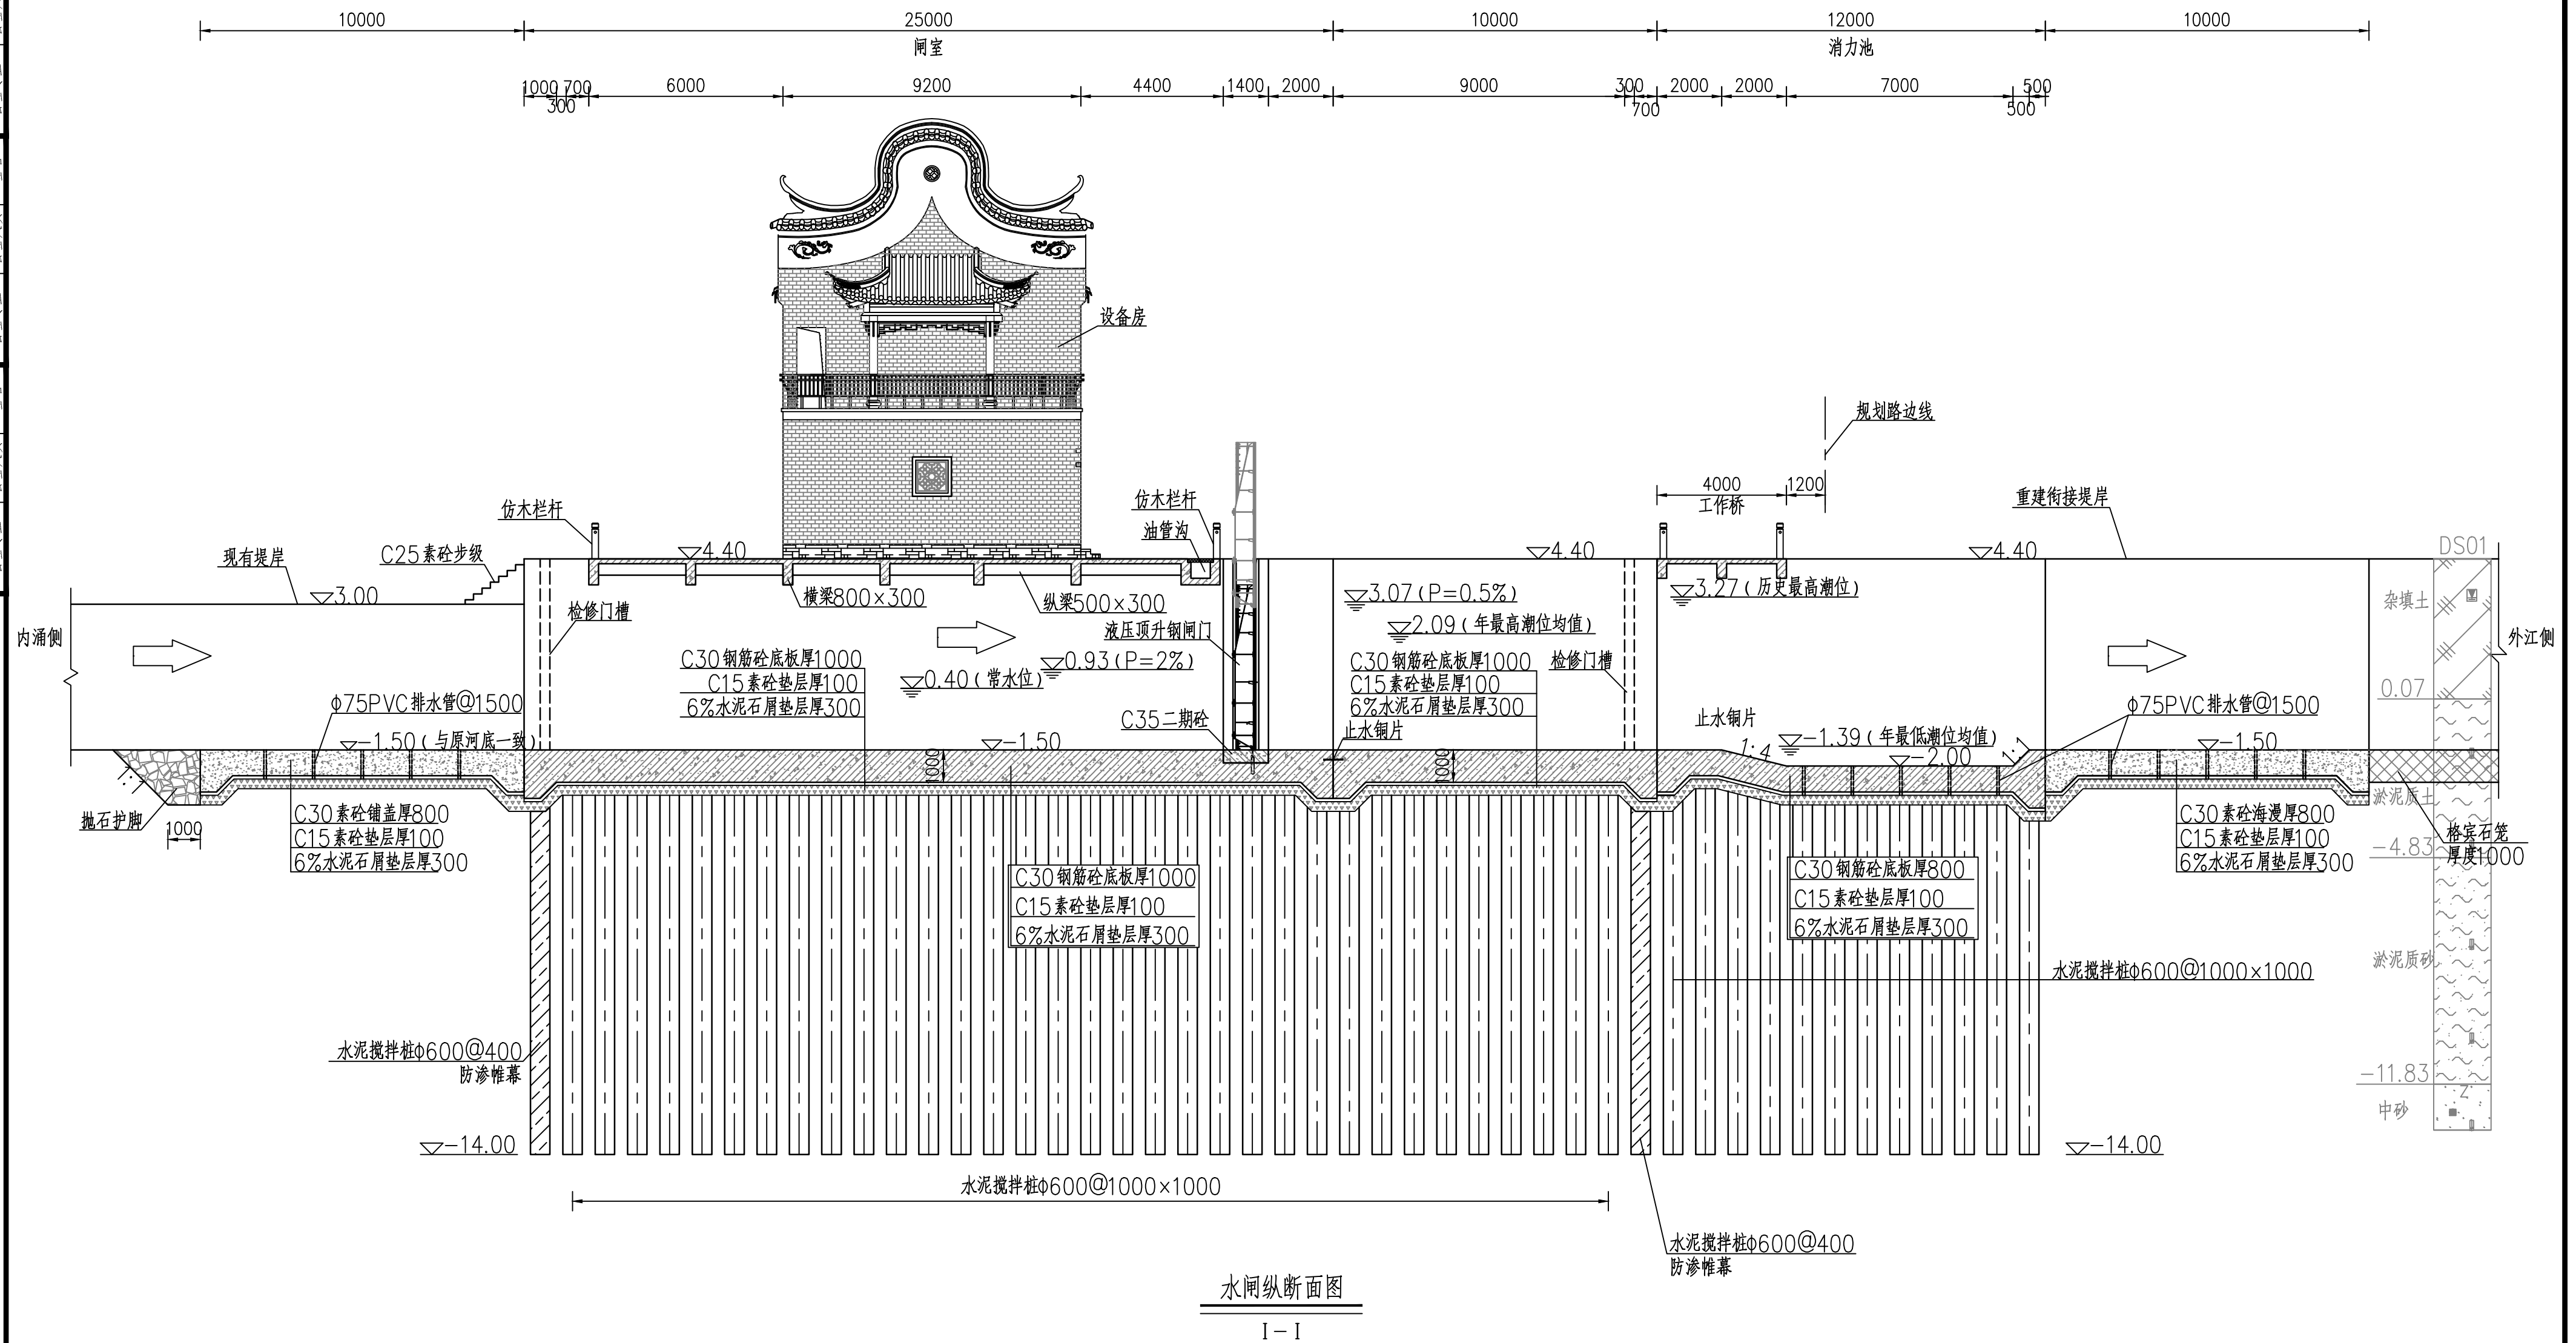 10000
25000
10000
12000
10000
闸室
消力池
1000
700
6000
9200
4400
1400
2000
9000
300
2000
2000
7000
500
300
700
500
设备房
规划路边线
4000
1200
工作桥
仿木栏杆
仿木栏杆
油管沟
重建衔接堤岸
现有堤岸
C25素砼步级
4.40
4.40
4.40
DS01
3.00
横梁800×300
纵梁500×300
3.07(P=0.5%)
3.27(历史最高潮位)
杂填土
检修门槽
内涌侧
液压顶升钢闸门
2.09(年最高潮位均值)
外江侧
C30钢筋砼底板厚1000
C15素砼垫层厚100
6%水泥石屑垫层厚300
0.93(P=2%)
0.40(常水位)
C30钢筋砼底板厚1000
C15素砼垫层厚100
6%水泥石屑垫层厚300
检修门槽
0.07
ϕ75PVC排水管@1500
C35二期砼
止水铜片
止水铜片
ϕ75PVC排水管@1500
-1.50(与原河底一致)
-1.50
-1.39(年最低潮位均值)
-1.50
1:4
-2.00
1:1
1:1
1000
1000
抛石护脚
1000
C30素砼铺盖厚800
C15素砼垫层厚100
6%水泥石屑垫层厚300
淤泥质土
C30素砼海漫厚800
C15素砼垫层厚100
6%水泥石屑垫层厚300
格宾石笼
厚度1000
-4.83
C30钢筋砼底板厚1000
C15素砼垫层厚100
6%水泥石屑垫层厚300
C30钢筋砼底板厚800
C15素砼垫层厚100
6%水泥石屑垫层厚300
淤泥质砂
水泥搅拌桩ϕ600@1000×1000
水泥搅拌桩ϕ600@400
防渗帷幕
-11.83
中砂
-14.00
-14.00
水泥搅拌桩ϕ600@1000×1000
水泥搅拌桩ϕ600@400
防渗帷幕
水闸纵断面图
I-I